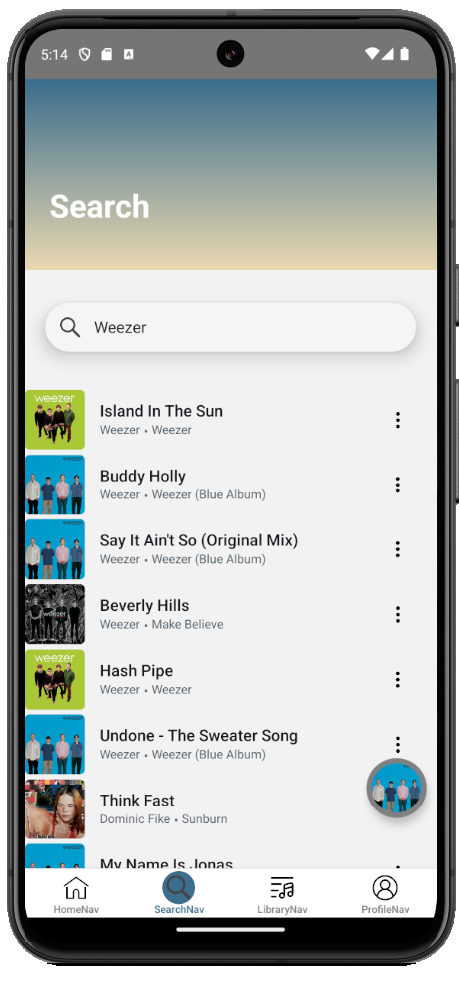 5:14
Search
Weezer
weezer
Island In The Sun
Weezer • Weezer
Buddy Holly
Weezer • Weezer (Blue Album)
Say It Ain't So (Original Mix)
Weezer • Weezer (Blue Album)
weezer
Beverly Hills
Weezer • Make Believe
weezer
Hash Pipe
Weezer • Weezer
Undone - The Sweater Song
Weezer • Weezer (Blue Album)
Think Fast
Dominic Fike • Sunburn
My Name Is Jonas
HomeNav
SearchNav
LibraryNav
ProfileNav